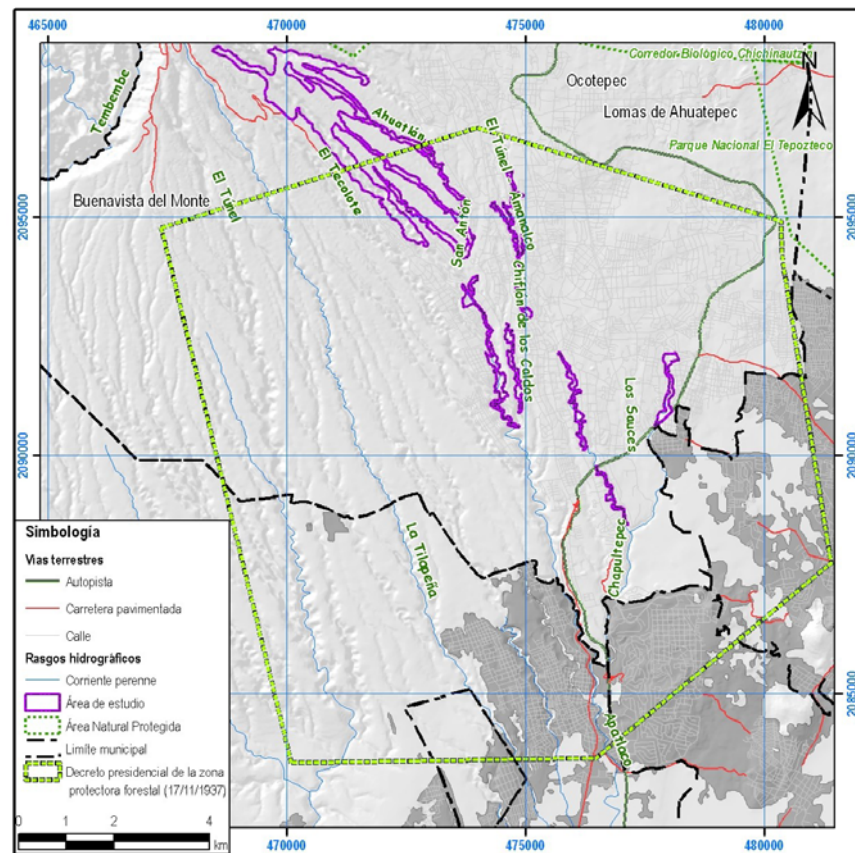 465000
470000
475000
480000
Corredor Biológico Chichinautzin
N
Ocotepec
Lomas de Ahuatepec
Parque Nacional El Tepozteco
Tembembe
Ahuatlán
El Túnel
El Tecolote
Buenavista del Monte
El Túnel
Amanalco
San Antón
2095000
2095000
Chiflón de los Caldos
Los Sauces
2090000
2090000
Chapultepec
La Tilapeña
2085000
Apatlaco
Simbología
Vias terrestres
Autopista
Carretera pavimentada
Calle
Rasgos hidrográficos
Corriente perenne
Área de estudio
Área Natural Protegida
Limite municipal
Decreto presidencial de la zona
protectora forestal (17/11/1937)
0 1 2 4
km
470000
475000
480000